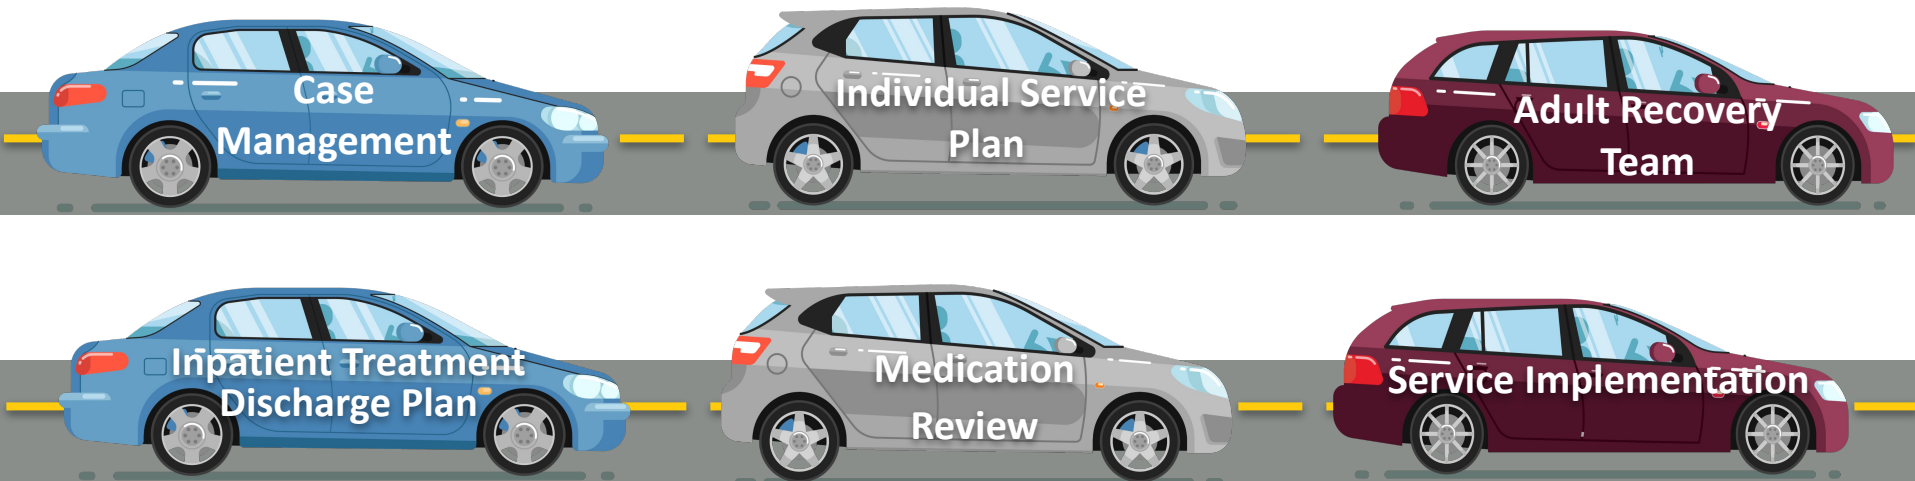 Case
Management
Individual Service
Plan
Adult Recovery
Team
Inpatient Treatment
Discharge Plan
Medication
Review
Service Implementation